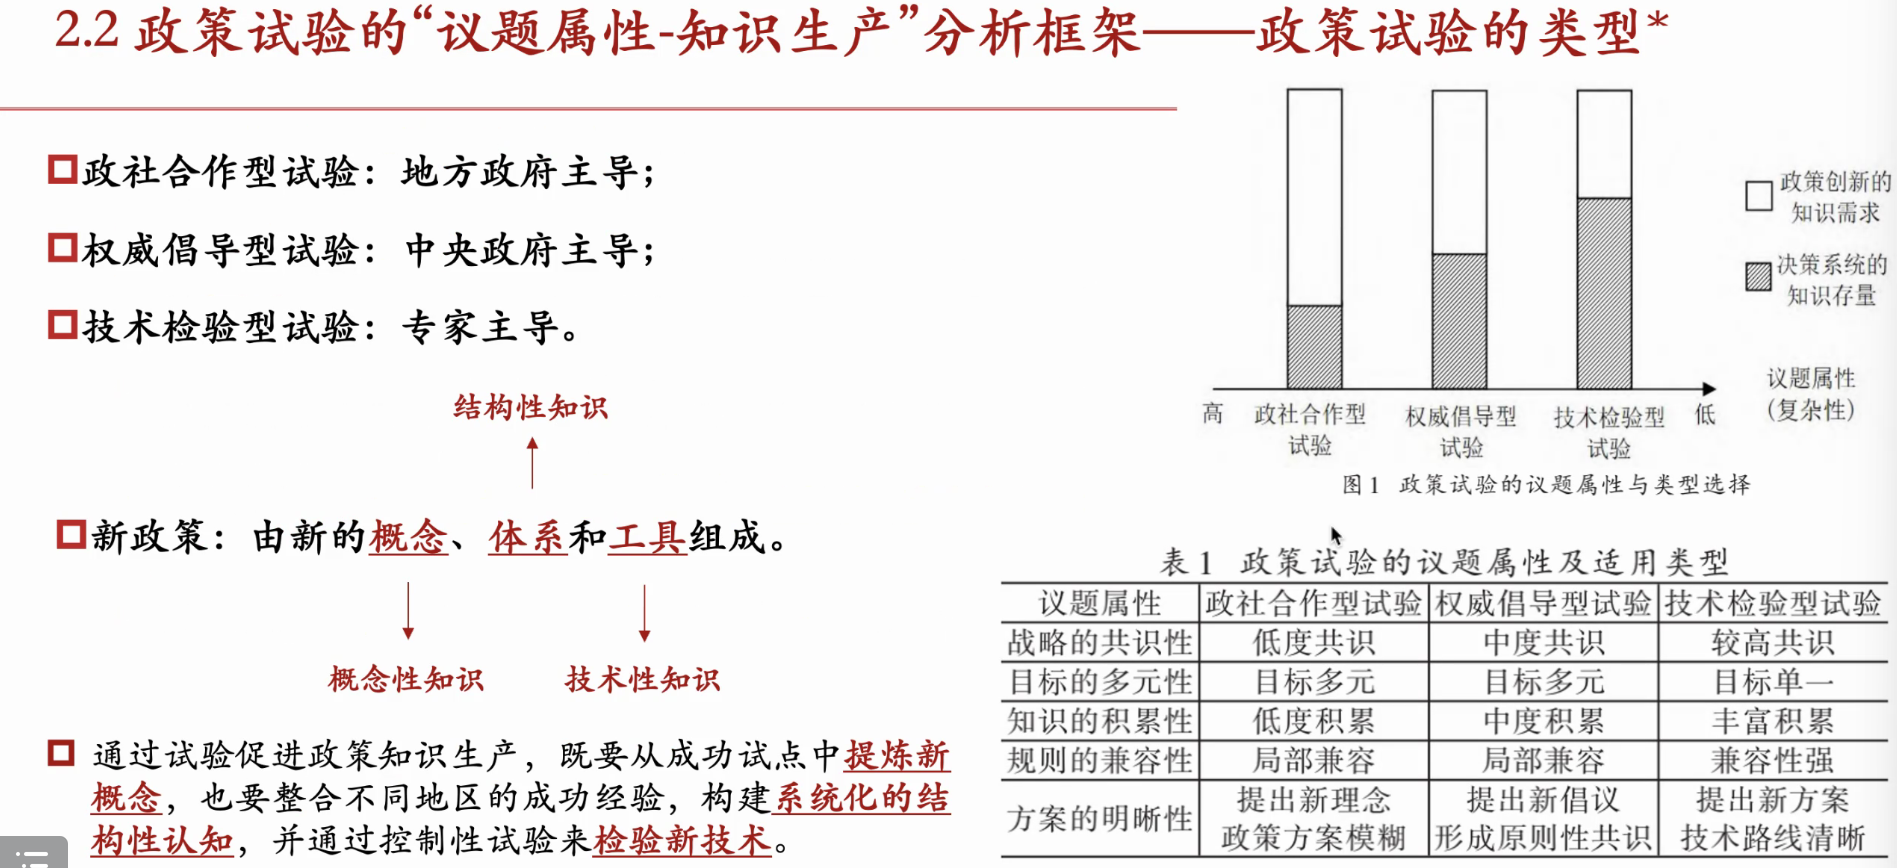 2.2 政策试验的“议题属性-知识生产”分析框架——政策试验的类型*
政社合作型试验：地方政府主导；
权威倡导型试验：中央政府主导；
技术检验型试验：专家主导。
结构性知识
新政策：由新的概念、体系和工具组成。
概念性知识 技术性知识
通过试验促进政策知识生产，既要从成功试点中提炼新
概念，也要整合不同地区的成功经验，构建系统化的结
构性认知，并通过控制性试验来检验新技术。
政策创新的
知识需求
决策系统的
知识存量
议题属性
(复杂性)
高 政社合作型 权威倡导型 技术检验型 低
试验 试验 试验
图1 政策试验的议题属性与类型选择
表1 政策试验的议题属性及适用类型
议题属性 政社合作型试验 权威倡导型试验 技术检验型试验
战略的共识性 低度共识 中度共识 较高共识
目标的多元性 目标多元 目标多元 目标单一
知识的积累性 低度积累 中度积累 丰富积累
规则的兼容性 局部兼容 局部兼容 兼容性强
方案的明晰性 提出新理念 提出新倡议 提出新方案
政策方案模糊 形成原则性共识 技术路线清晰